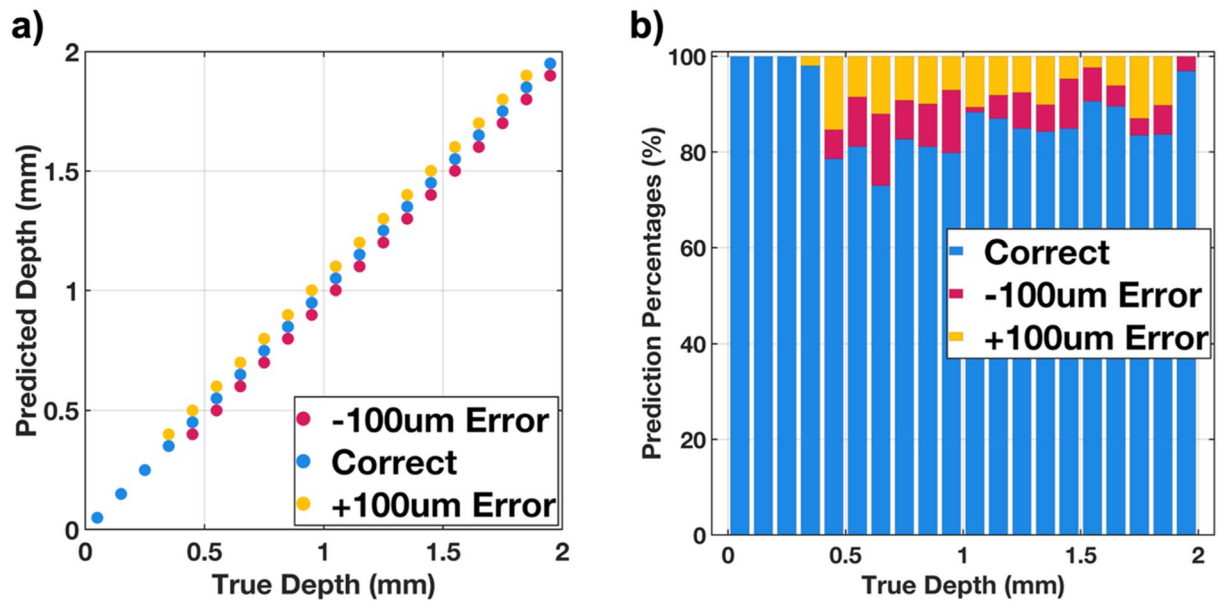 a)
2
1.5
1
0.5
0
0
0.5
1
1.5
2
Predicted Depth (mm)
True Depth (mm)
-100um Error
Correct
+100um Error
b)
100
80
60
40
20
0
0
0.5
1
1.5
2
Prediction Percentages (%)
True Depth (mm)
Correct
-100um Error
+100um Error